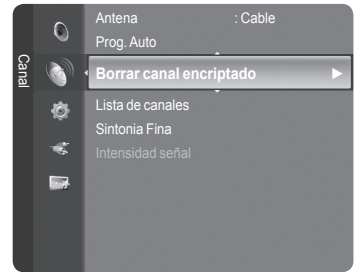 Canal
Antena : Cable
Prog. Auto
Borrar canal encriptado
Lista de canales
Sintonia Fina
Intensidad señal